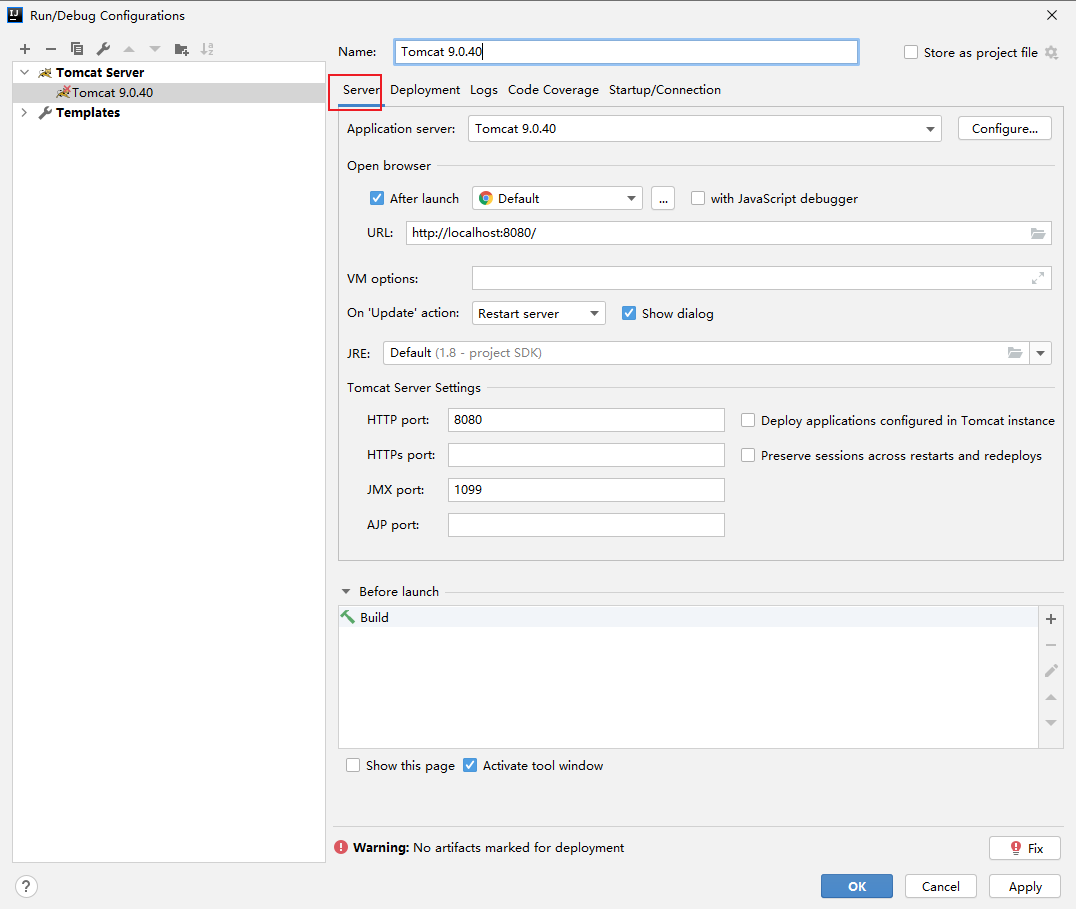 Run/Debug Configurations
Name: Tomcat 9.0.40 Store as project file
Tomcat Server
Tomcat 9.0.40
Templates
Server Deployment Logs Code Coverage Startup/Connection
Application server: Tomcat 9.0.40 Configure...
Open browser
After launch Default ... with JavaScript debugger
URL: http://localhost:8080/
VM options:
On 'Update' action: Restart server Show dialog
JRE: Default (1.8 - project SDK)
Tomcat Server Settings
HTTP port: 8080 Deploy applications configured in Tomcat instance
HTTPs port: Preserve sessions across restarts and redeploys
JMX port: 1099
AJP port:
Before launch
Build
Show this page Activate tool window
Warning: No artifacts marked for deployment Fix
? OK Cancel Apply